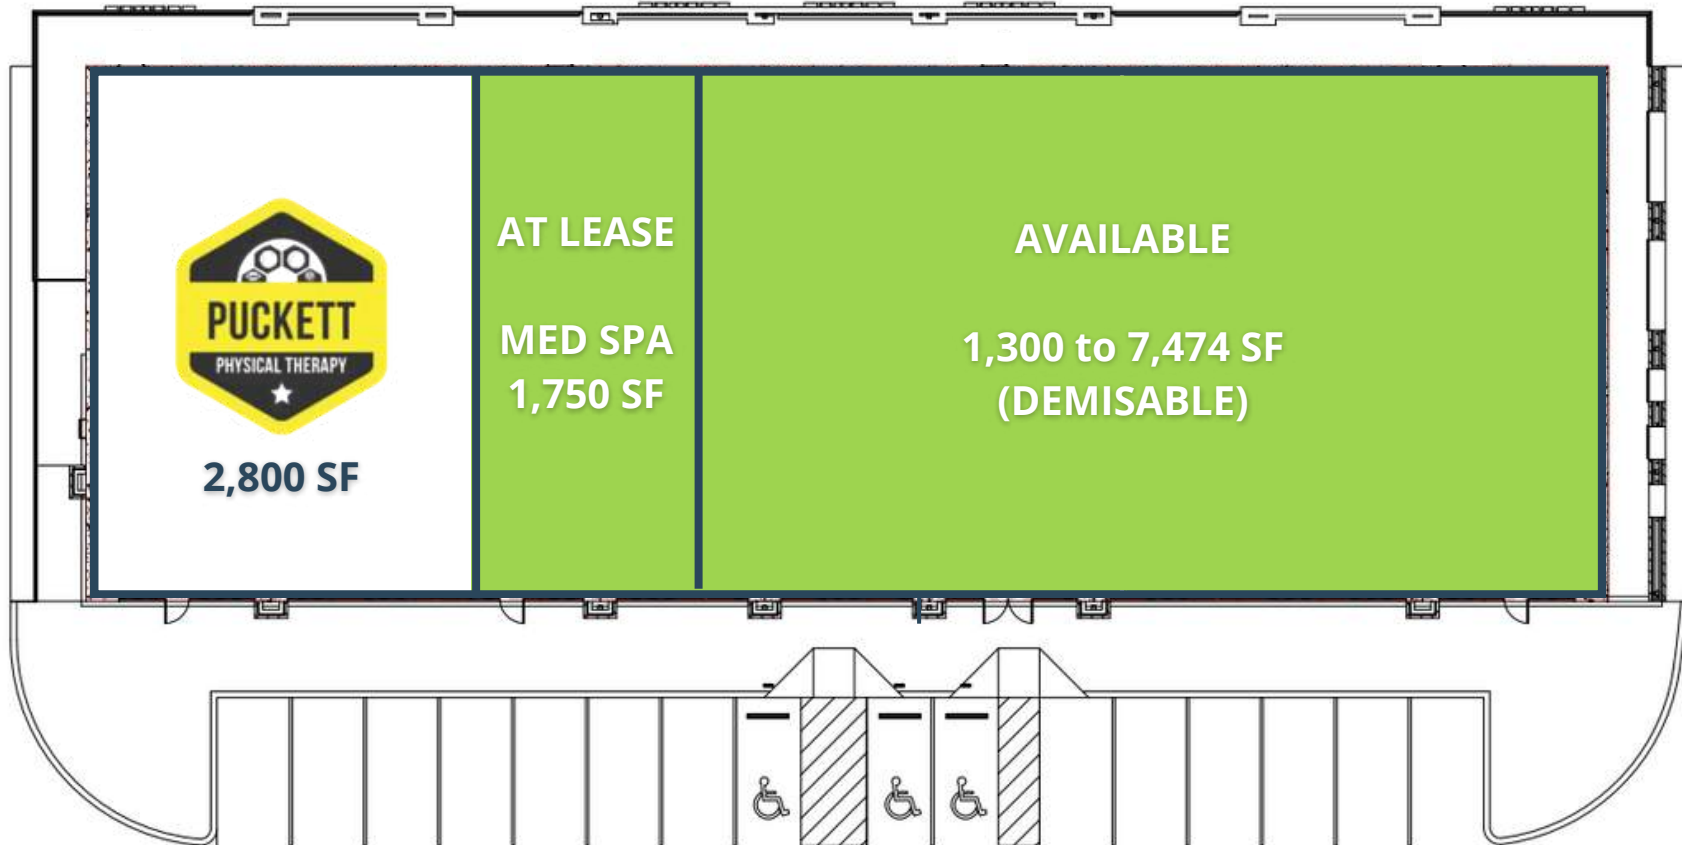 PUCKETT
PHYSICAL THERAPY
2,800 SF
AT LEASE
MED SPA
1,750 SF
AVAILABLE
1,300 to 7,474 SF
(DEMISABLE)